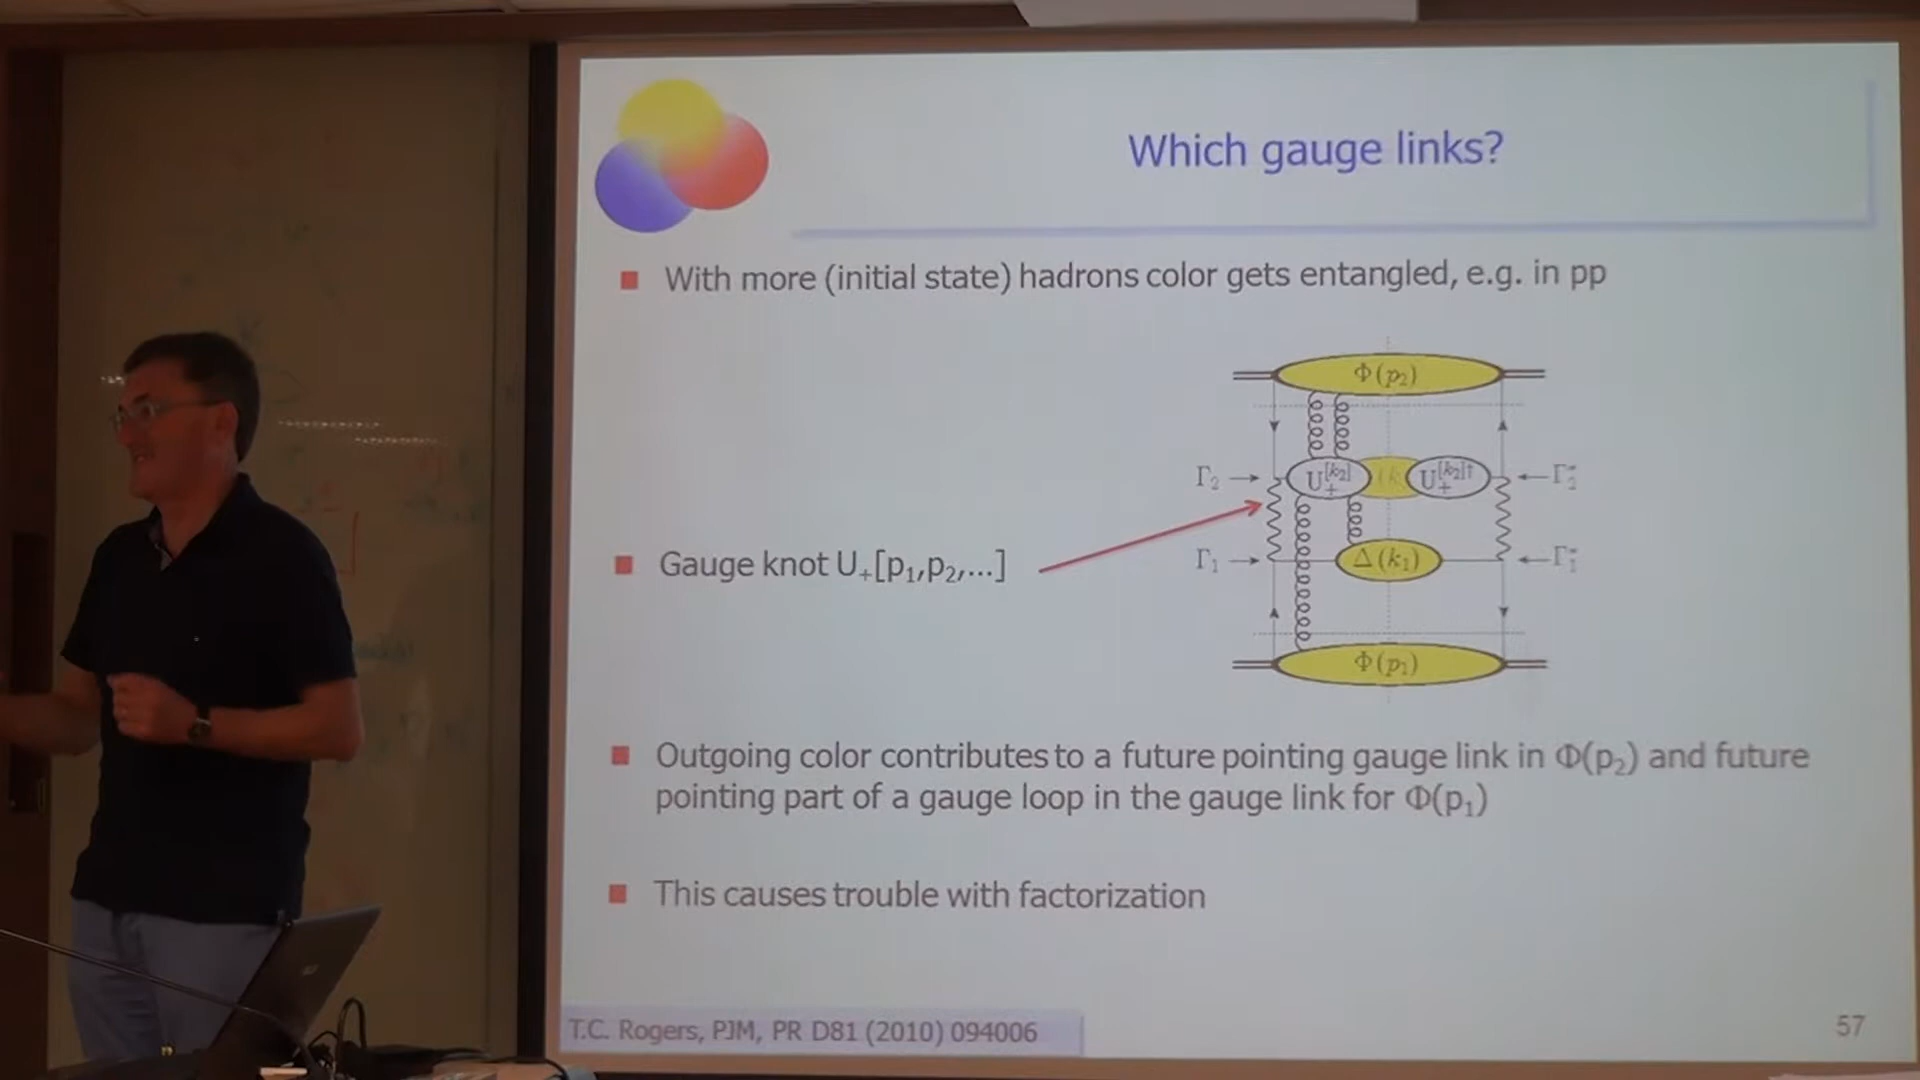 Which gauge links?
With more (initial state) hadrons color gets entangled, e.g. in pp
Φ(p₂)
Γ₂ U₊^[k₂] (k U₊^[k₂]† Γ₂*
Gauge knot U₊[p₁,p₂,...]
Γ₁ Δ(k₁) Γ₁*
Φ(p₁)
Outgoing color contributes to a future pointing gauge link in Φ(p₂) and future
pointing part of a gauge loop in the gauge link for Φ(p₁)
This causes trouble with factorization
T.C. Rogers, PJM, PR D81 (2010) 094006
57